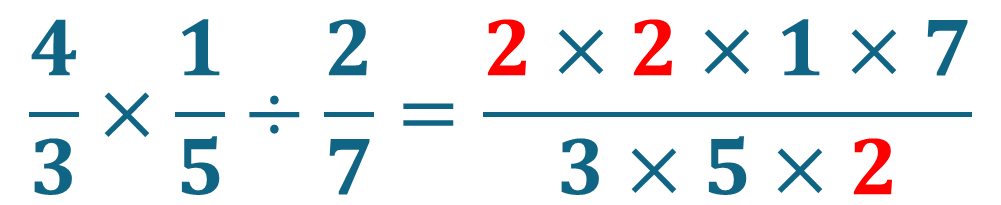 4/3 × 1/5 ÷ 2/7 = (2 × 2 × 1 × 7)/(3 × 5 × 2)